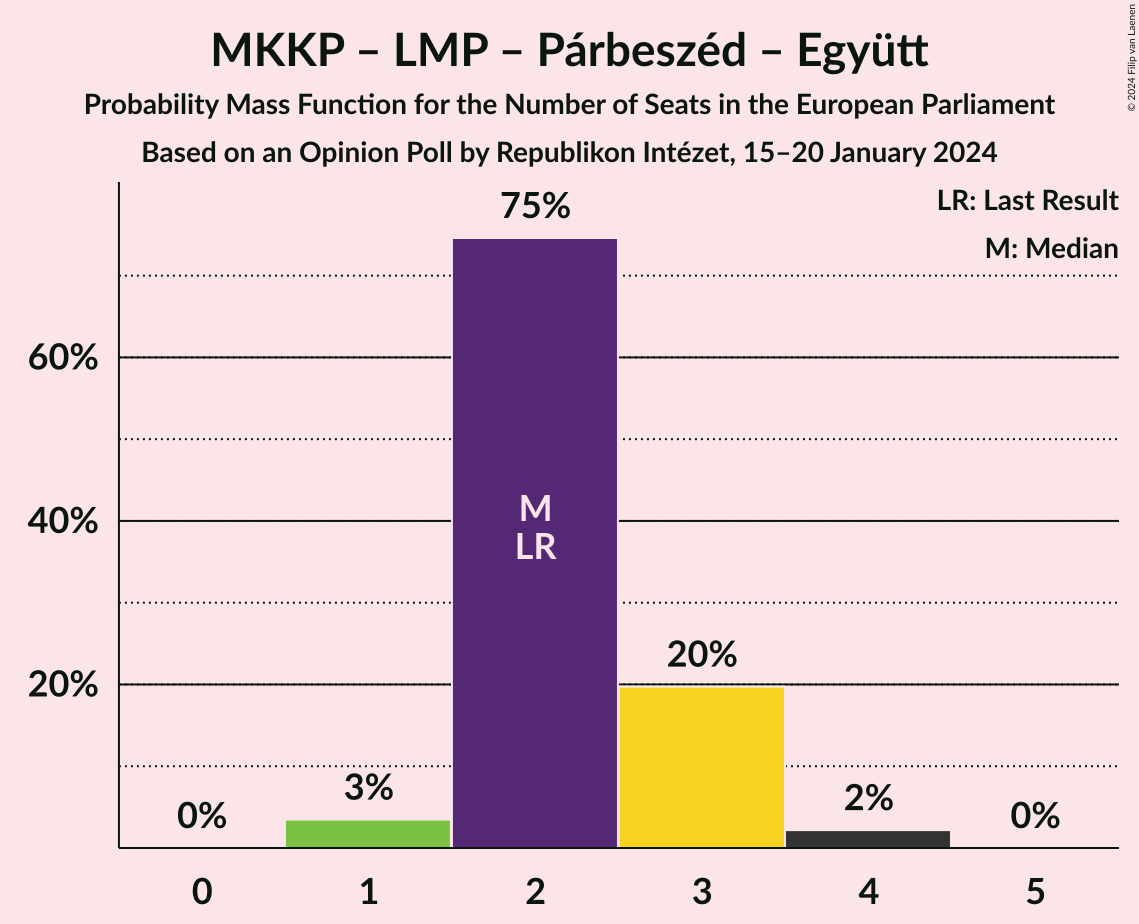 MKKP – LMP – Párbeszéd – Együtt
Probability Mass Function for the Number of Seats in the European Parliament
Based on an Opinion Poll by Republikon Intézet, 15–20 January 2024
© 2024 Filip van Laenen
LR: Last Result
M: Median
75%
60%
40%
20%
M
LR
0%
3%
20%
2%
0%
0 1 2 3 4 5